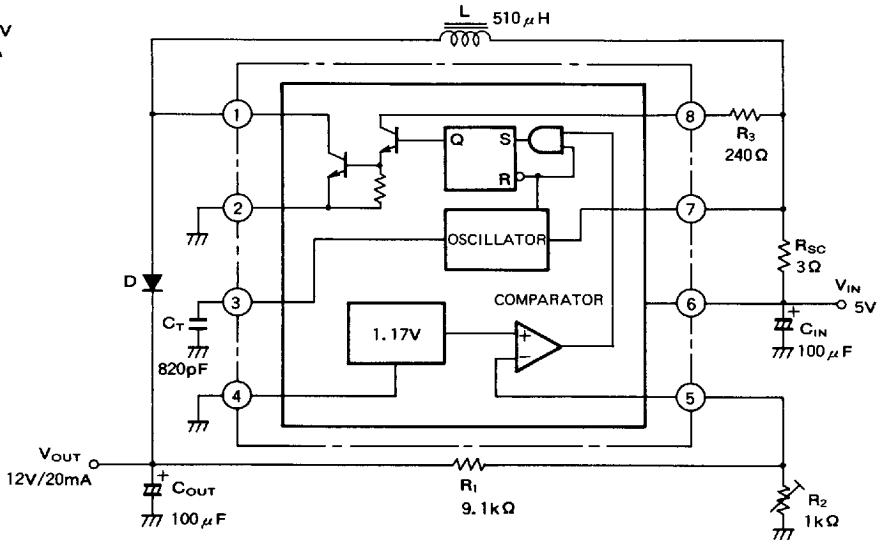 V
L 510μH
1
8
R3
240Ω
Q S
R
2
7
OSCILLATOR
RSC
3Ω
D
VIN
5V
3
6
COMPARATOR
CT
820pF
1.17V
+
−
+
CIN
100μF
4
5
VOUT
12V/20mA
+
COUT
100μF
R1
9.1kΩ
R2
1kΩ